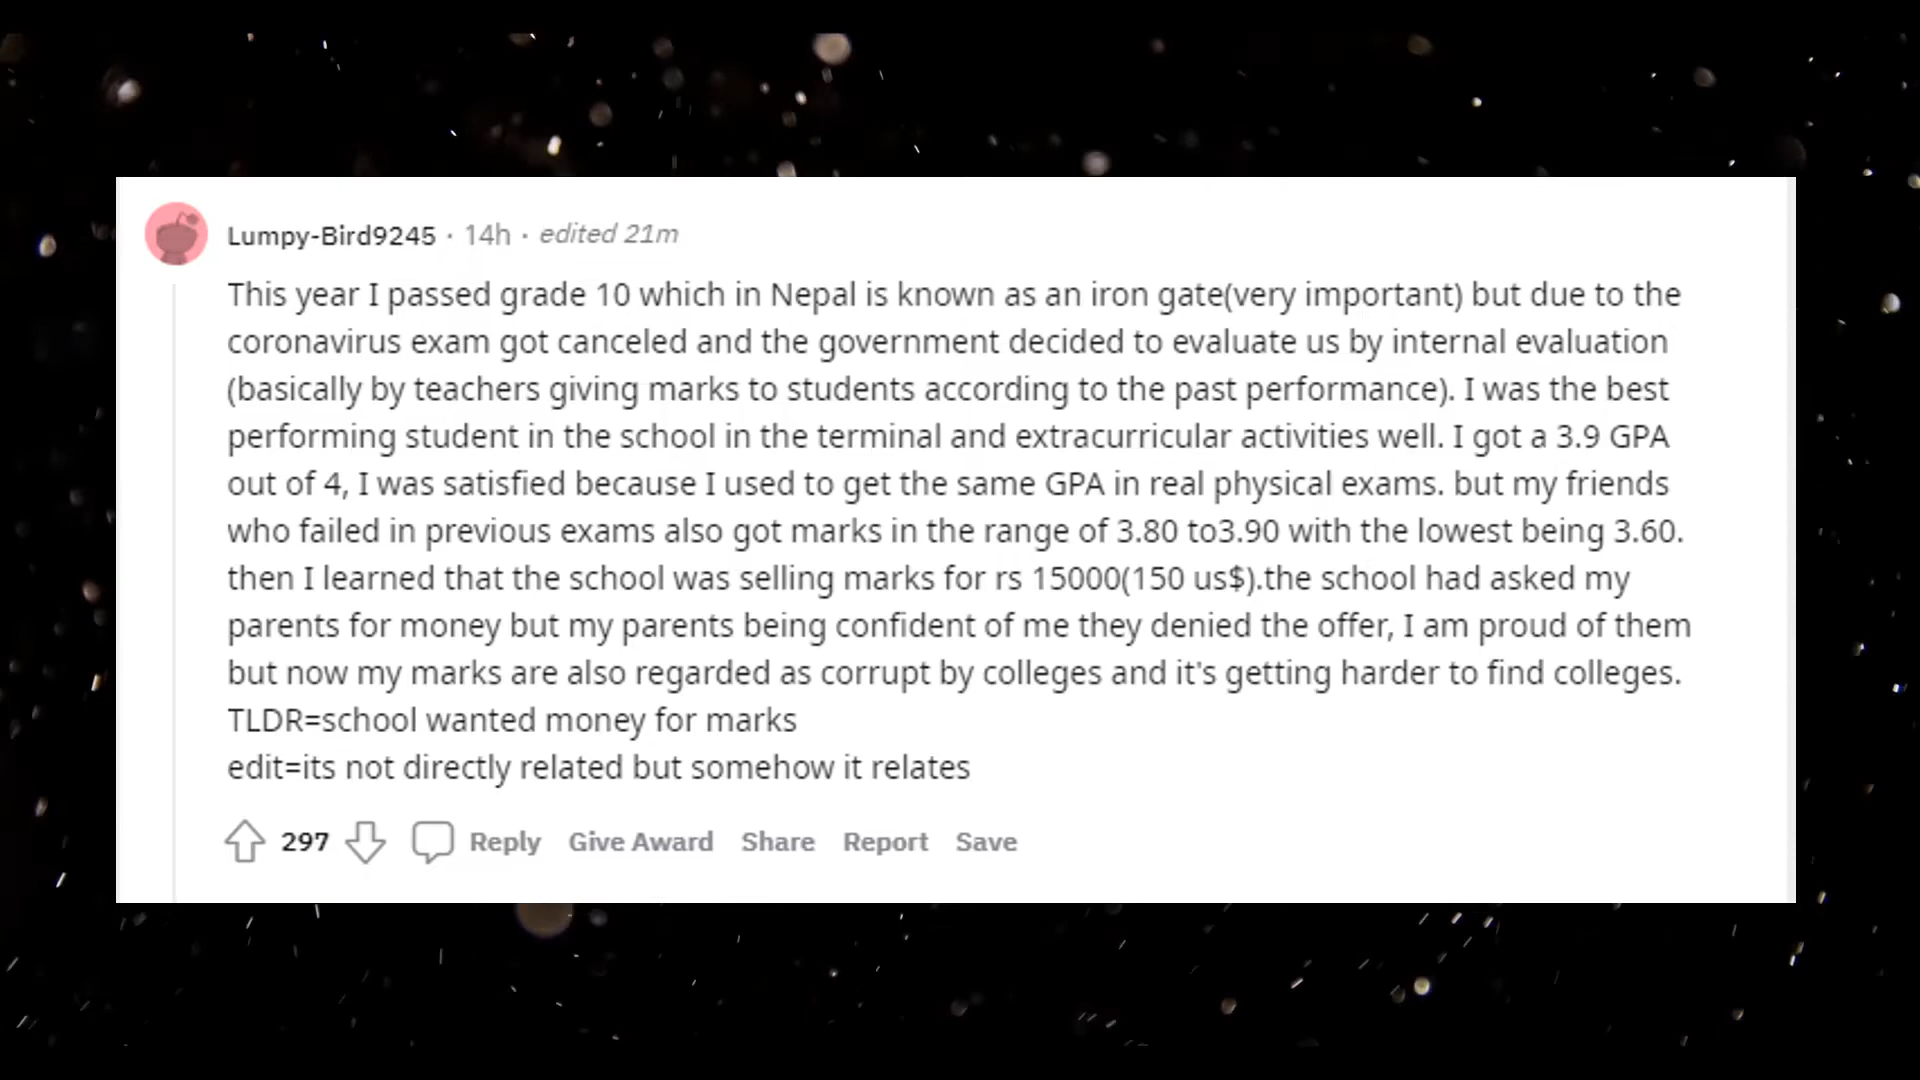 Lumpy-Bird9245 · 14h · edited 21m
This year I passed grade 10 which in Nepal is known as an iron gate(very important) but due to the
coronavirus exam got canceled and the government decided to evaluate us by internal evaluation
(basically by teachers giving marks to students according to the past performance). I was the best
performing student in the school in the terminal and extracurricular activities well. I got a 3.9 GPA
out of 4, I was satisfied because I used to get the same GPA in real physical exams. but my friends
who failed in previous exams also got marks in the range of 3.80 to3.90 with the lowest being 3.60.
then I learned that the school was selling marks for rs 15000(150 us$).the school had asked my
parents for money but my parents being confident of me they denied the offer, I am proud of them
but now my marks are also regarded as corrupt by colleges and it's getting harder to find colleges.
TLDR=school wanted money for marks
edit=its not directly related but somehow it relates
297 Reply Give Award Share Report Save